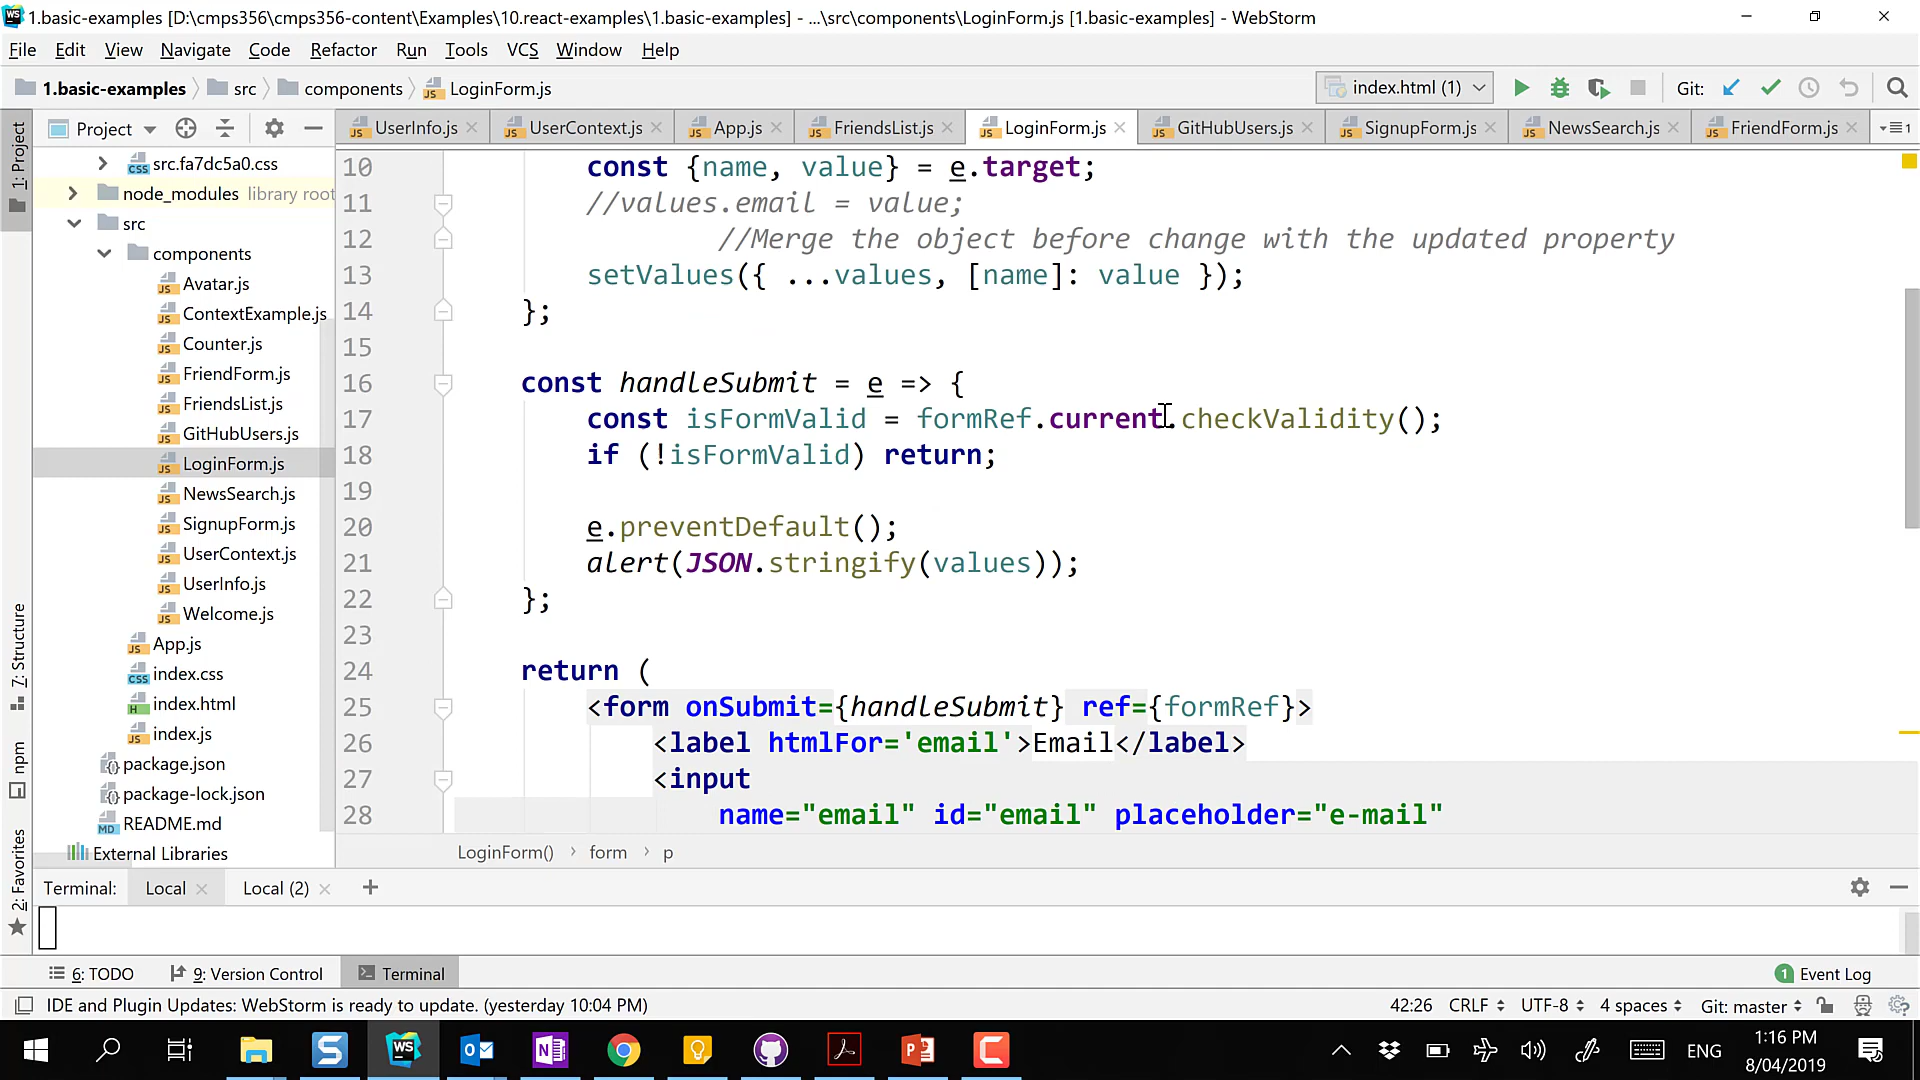 1.basic-examples [D:\cmps356\cmps356-content\Examples\10.react-examples\1.basic-examples] - ...\src\components\LoginForm.js [1.basic-examples] - WebStorm
File Edit View Navigate Code Refactor Run Tools VCS Window Help
1.basic-examples src components LoginForm.js index.html (1) Git:
1: Project
Project
UserInfo.js UserContext.js App.js FriendsList.js LoginForm.js GitHubUsers.js SignupForm.js NewsSearch.js FriendForm.js 1
src.fa7dc5a0.css
node_modules library root
src
components
Avatar.js
ContextExample.js
Counter.js
FriendForm.js
FriendsList.js
GitHubUsers.js
LoginForm.js
NewsSearch.js
SignupForm.js
UserContext.js
UserInfo.js
Welcome.js
App.js
index.css
index.html
index.js
package.json
package-lock.json
README.md
External Libraries
7: Structure
npm
2: Favorites
10 const {name, value} = e.target;
11 //values.email = value;
12 //Merge the object before change with the updated property
13 setValues({ ...values, [name]: value });
14 };
15
16 const handleSubmit = e => {
17 const isFormValid = formRef.current.checkValidity();
18 if (!isFormValid) return;
19
20 e.preventDefault();
21 alert(JSON.stringify(values));
22 };
23
24 return (
25 <form onSubmit={handleSubmit} ref={formRef}>
26 <label htmlFor='email'>Email</label>
27 <input
28 name="email" id="email" placeholder="e-mail"
LoginForm() form p
Terminal: Local Local (2)
6: TODO 9: Version Control Terminal 1 Event Log
IDE and Plugin Updates: WebStorm is ready to update. (yesterday 10:04 PM) 42:26 CRLF UTF-8 4 spaces Git: master
ENG 1:16 PM
8/04/2019